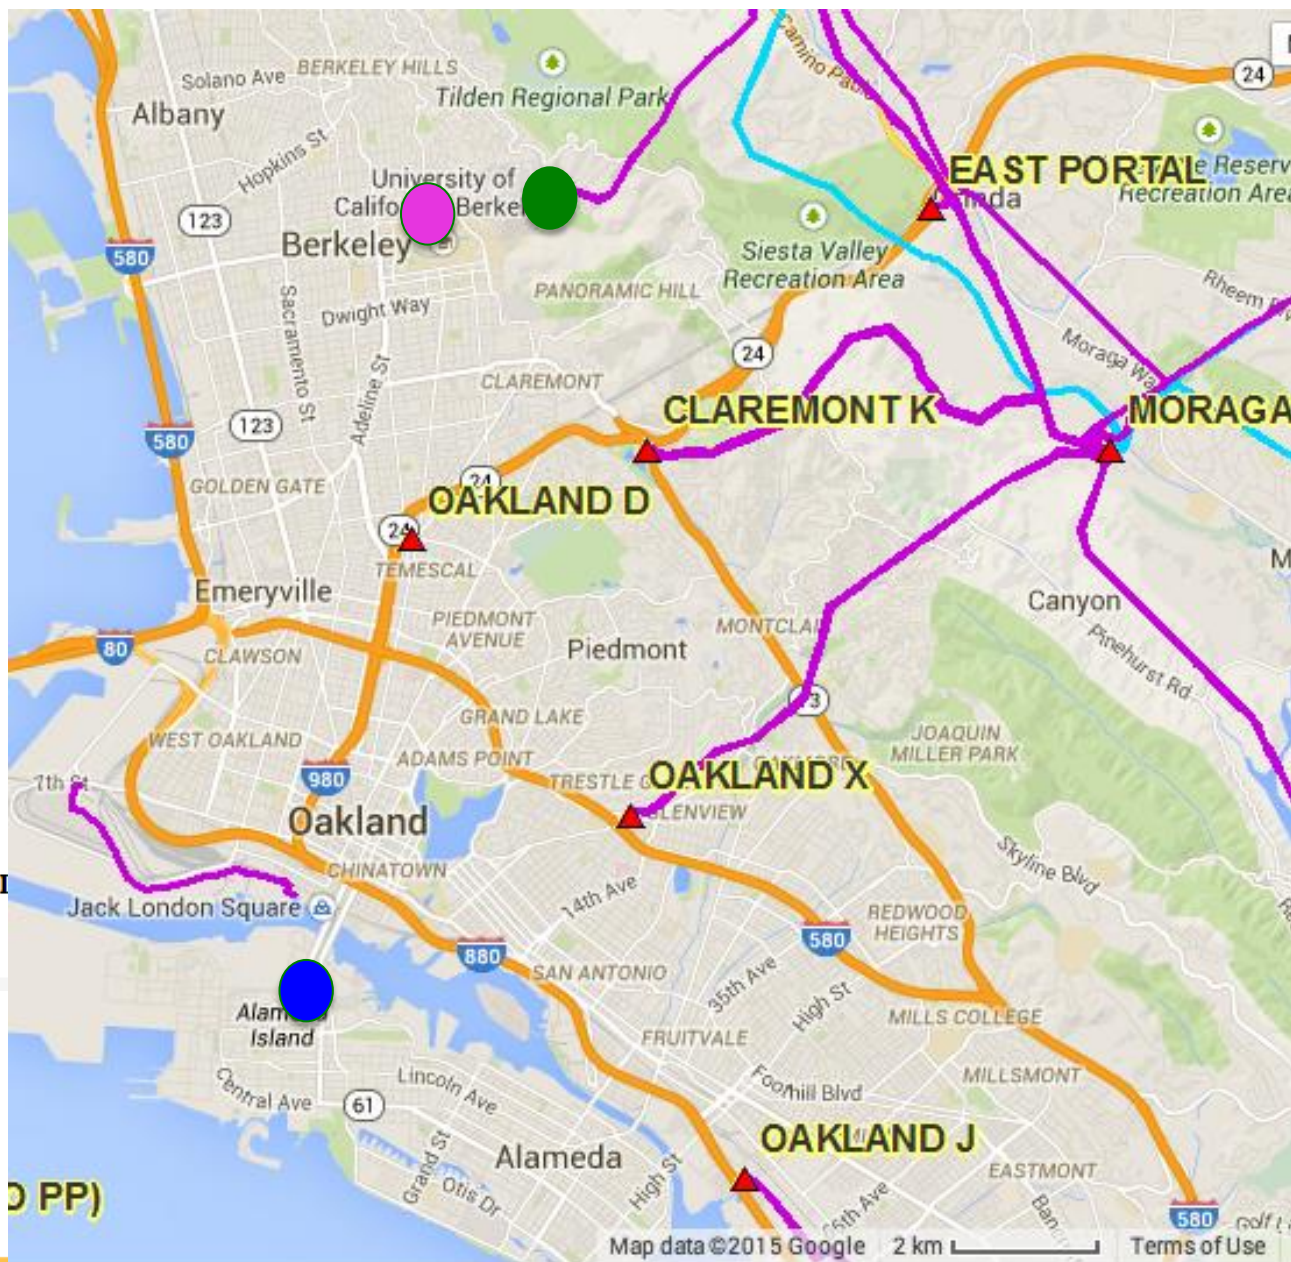 Solano Ave
BERKELEY HILLS
Albany
Tilden Regional Park
Camino Pablo
24
Hopkins St
EAST PORTAL
Recreation Area
University of
123
Berkeley
580
Siesta Valley
Recreation Area
PANORAMIC HILL
Sacramento St
Dwight Way
Rheem
Moraga Way
24
Adeline St
CLAREMONT
CLAREMONT K
MORAGA
123
580
GOLDEN GATE
24
OAKLAND D
24
TEMESCAL
Emeryville
Canyon
PIEDMONT
AVENUE
MONTCLAI
Piedmont
80
CLAWSON
Pinehurst Rd
GRAND LAKE
WEST OAKLAND
ADAMS POINT
JOAQUIN
MILLER PARK
980
7th St
TRESTLE G
OAKLAND X
GLENVIEW
Oakland
CHINATOWN
Skyline Blvd
14th Ave
Jack London Square
REDWOOD
HEIGHTS
580
880
SAN ANTONIO
35th Ave
High St
Island
MILLS COLLEGE
FRUITVALE
Central Ave
Lincoln Ave
61
Foothill Blvd
MILLSMONT
OAKLAND J
Alameda
Grand St
Otis Dr
High St
EASTMONT
O PP)
580
Golf
Map data ©2015 Google
2 km
Terms of Use